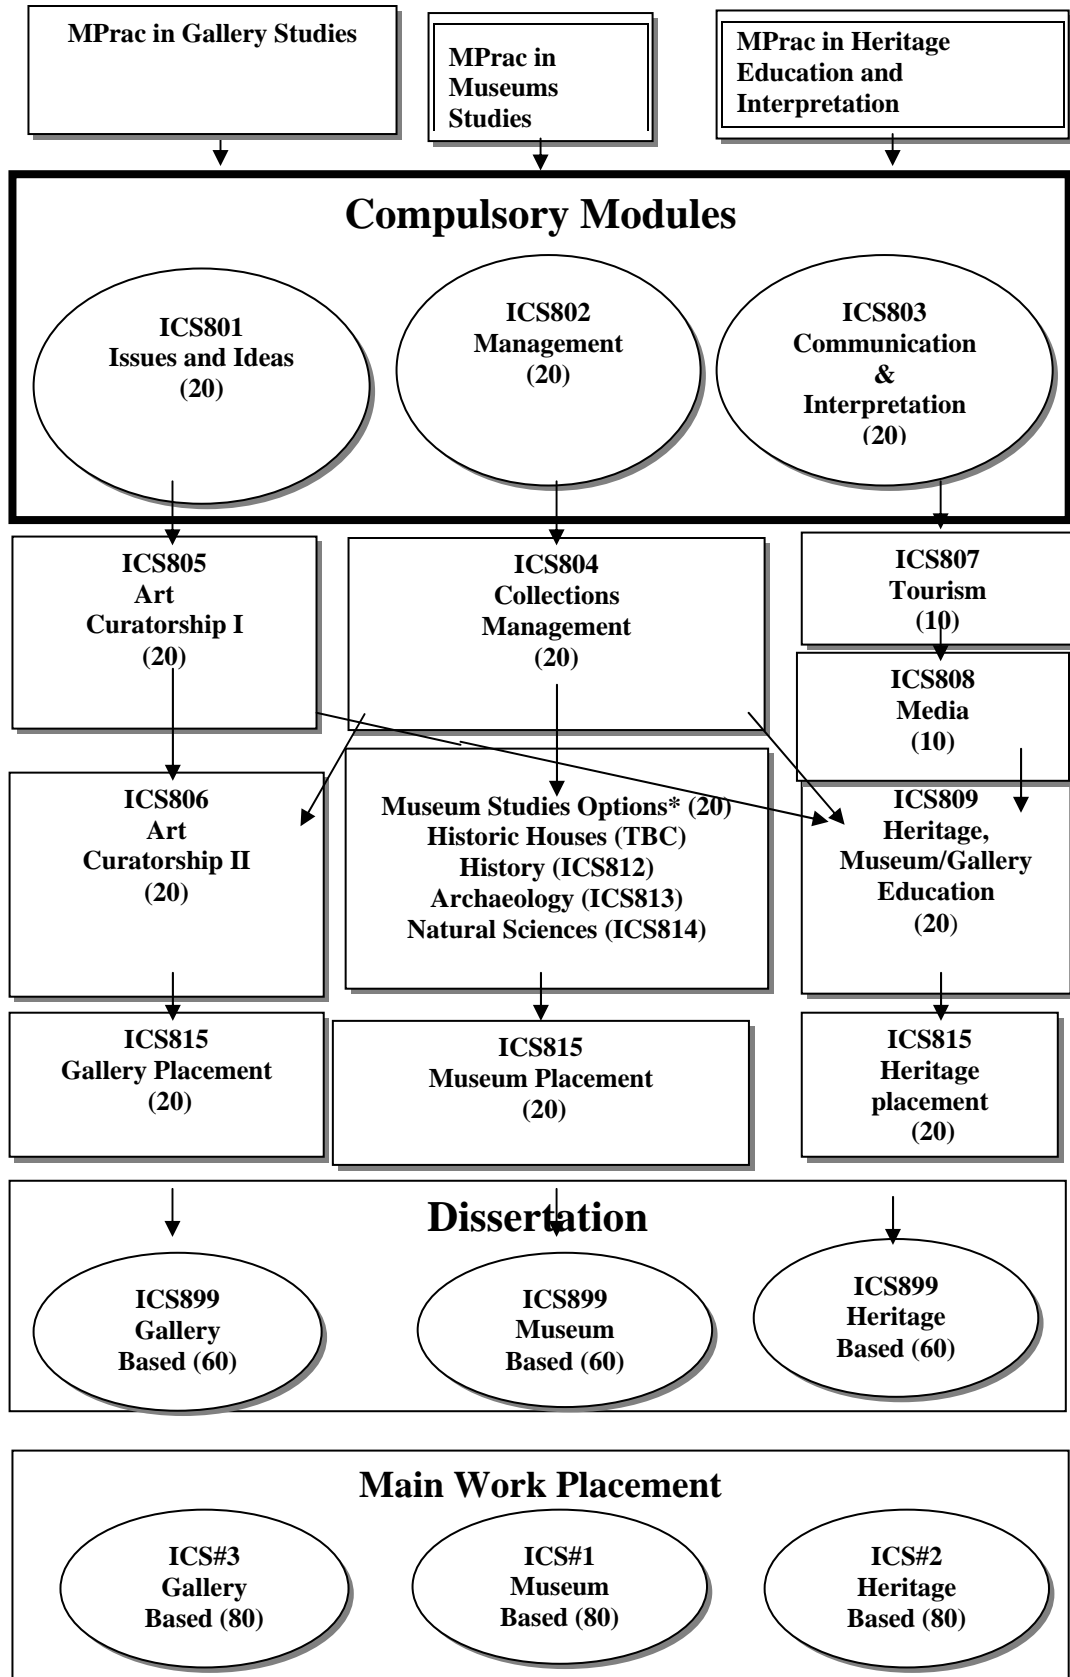 MPrac in Gallery Studies
MPrac in
Museums
Studies
MPrac in Heritage
Education and
Interpretation
Compulsory Modules
ICS801
Issues and Ideas
(20)
ICS802
Management
(20)
ICS803
Communication
&
Interpretation
(20)
ICS805
Art
Curatorship I
(20)
ICS804
Collections
Management
(20)
ICS807
Tourism
(10)
ICS808
Media
(10)
ICS806
Art
Curatorship II
(20)
Museum Studies Options* (20)
Historic Houses (TBC)
History (ICS812)
Archaeology (ICS813)
Natural Sciences (ICS814)
ICS809
Heritage,
Museum/Gallery
Education
(20)
ICS815
Gallery Placement
(20)
ICS815
Museum Placement
(20)
ICS815
Heritage
placement
(20)
Dissertation
ICS899
Gallery
Based (60)
ICS899
Museum
Based (60)
ICS899
Heritage
Based (60)
Main Work Placement
ICS#3
Gallery
Based (80)
ICS#1
Museum
Based (80)
ICS#2
Heritage
Based (80)